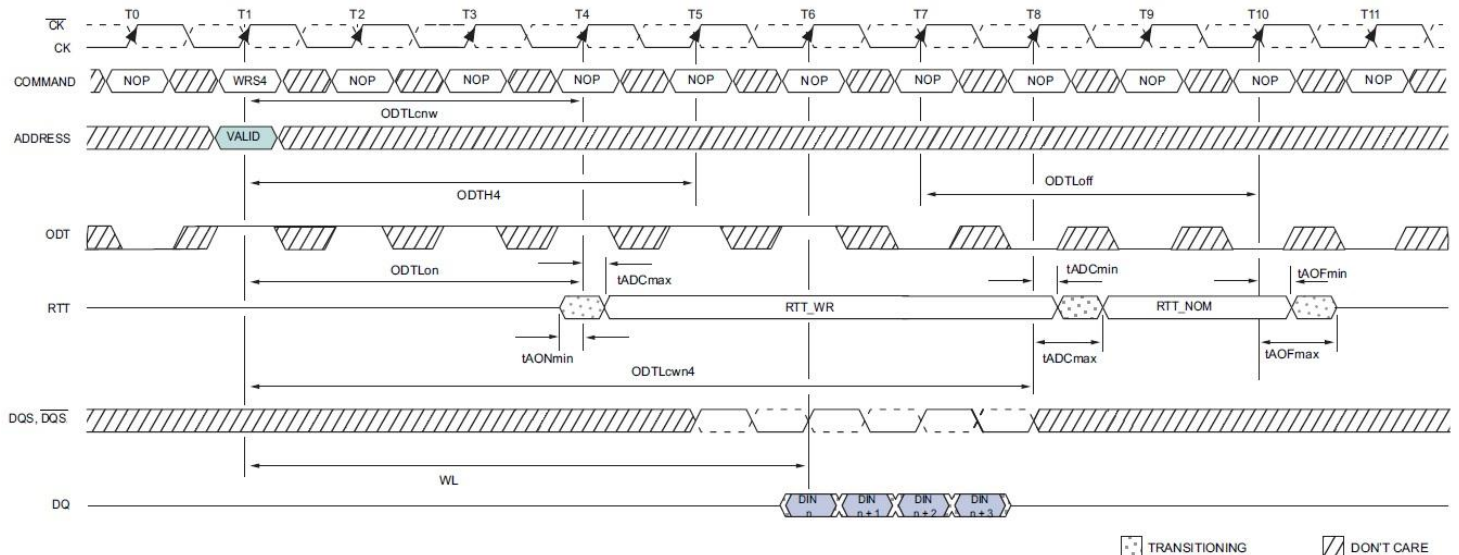 T0 T1 T2 T3 T4 T5 T6 T7 T8 T9 T10 T11
CK
CK
COMMAND NOP WRS4 NOP NOP NOP NOP NOP NOP NOP NOP NOP NOP
ODTLcnw
ADDRESS VALID
ODTH4 ODTLoff
ODT
ODTLon tADCmax tADCmin tAOFmin
RTT RTT_WR RTT_NOM
tAONmin tADCmax tAOFmax
ODTLcwn4
DQS, DQS
WL
DQ DIN n DIN n + 1 DIN n + 2 DIN n + 3
TRANSITIONING DON'T CARE